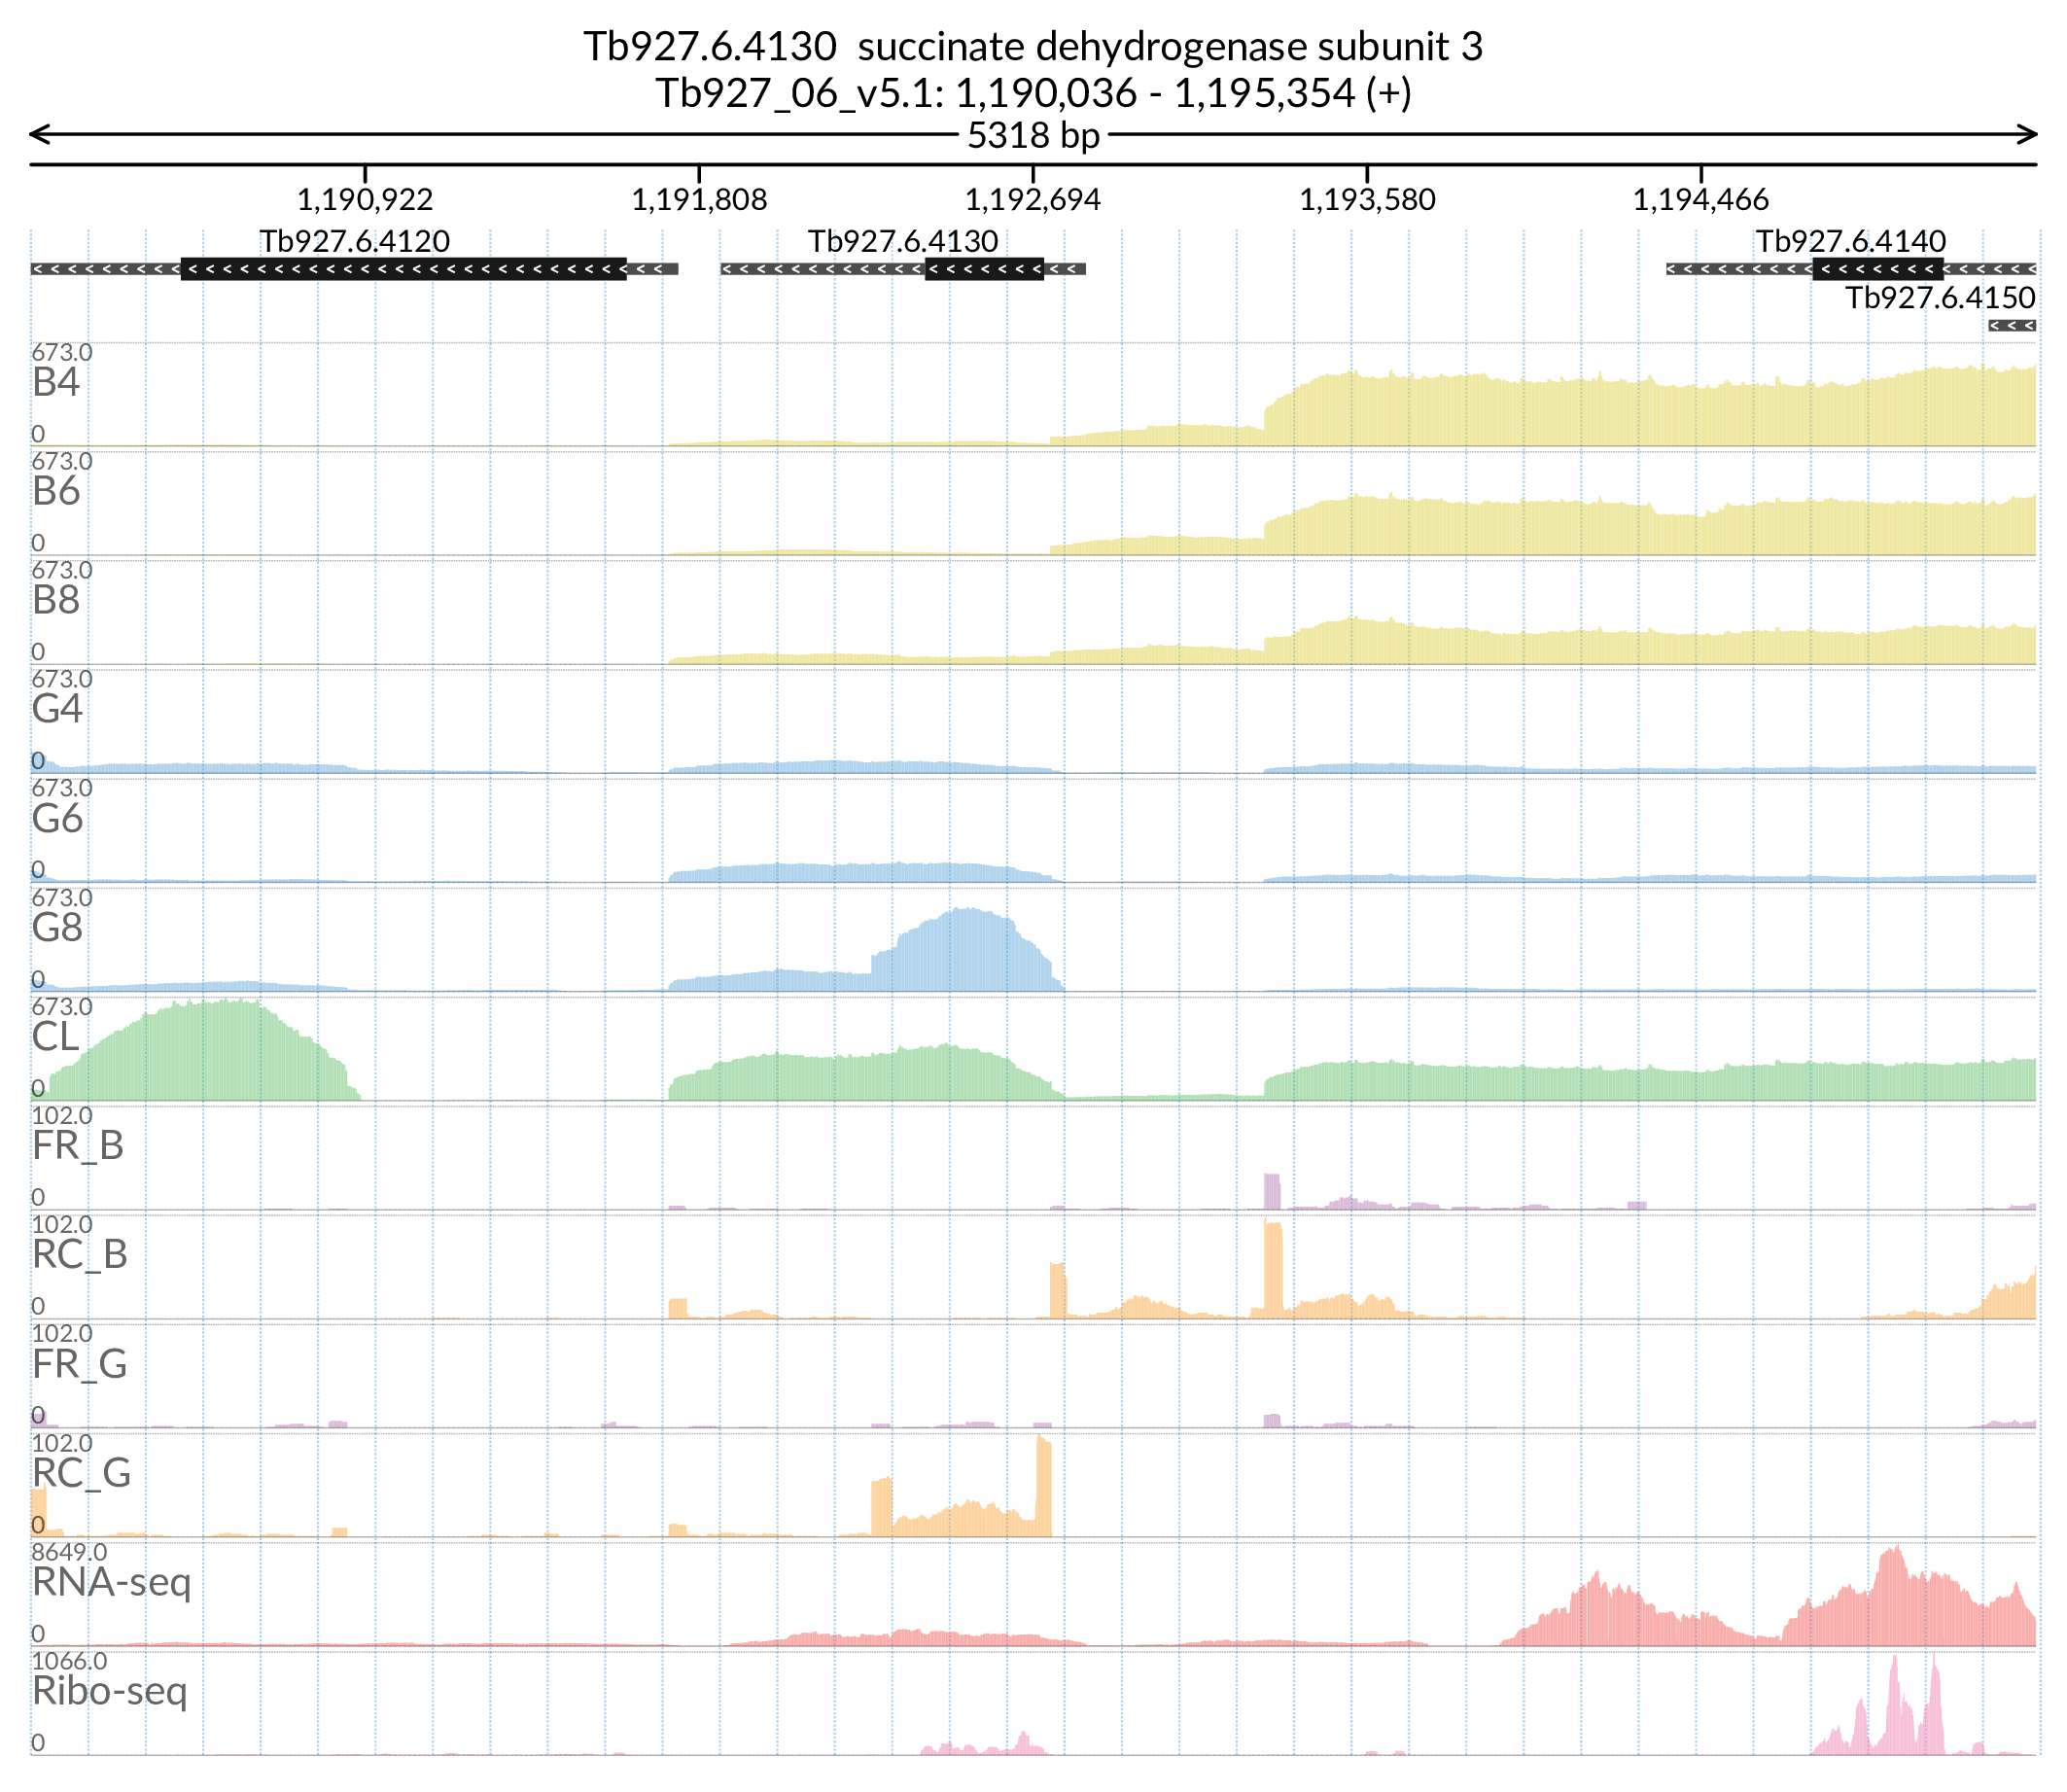 Tb927.6.4130  succinate dehydrogenase subunit 3
Tb927_06_v5.1: 1,190,036 - 1,195,354 (+)
5318 bp
1,190,922 1,191,808 1,192,694 1,193,580 1,194,466
Tb927.6.4120 Tb927.6.4130 Tb927.6.4140
Tb927.6.4150
673.0
B4
0
673.0
B6
0
673.0
B8
0
673.0
G4
0
673.0
G6
0
673.0
G8
0
673.0
CL
0
102.0
FR_B
0
102.0
RC_B
0
102.0
FR_G
0
102.0
RC_G
0
8649.0
RNA-seq
0
1066.0
Ribo-seq
0